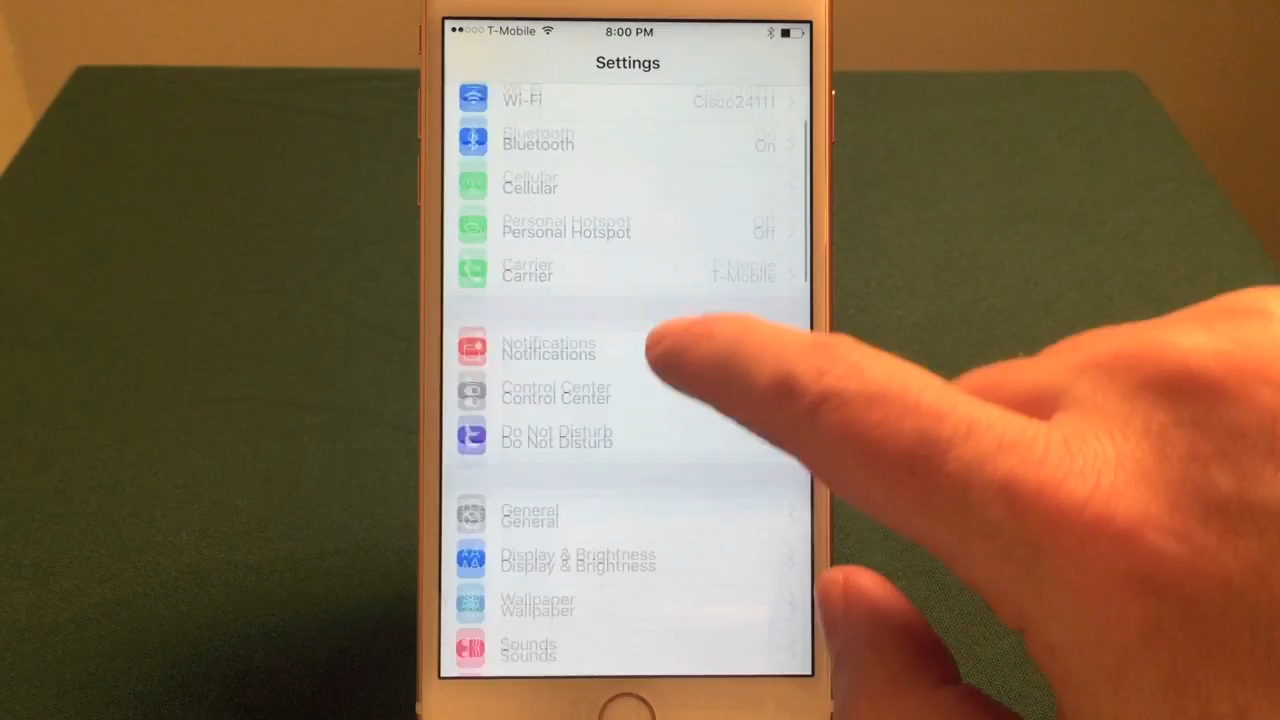 T-Mobile 8:00 PM
Settings
Wi-Fi Cisco24111
Bluetooth On
Cellular
Personal Hotspot Off
Carrier T-Mobile
Notifications
Control Center
Do Not Disturb
General
Display & Brightness
Wallpaper
Sounds